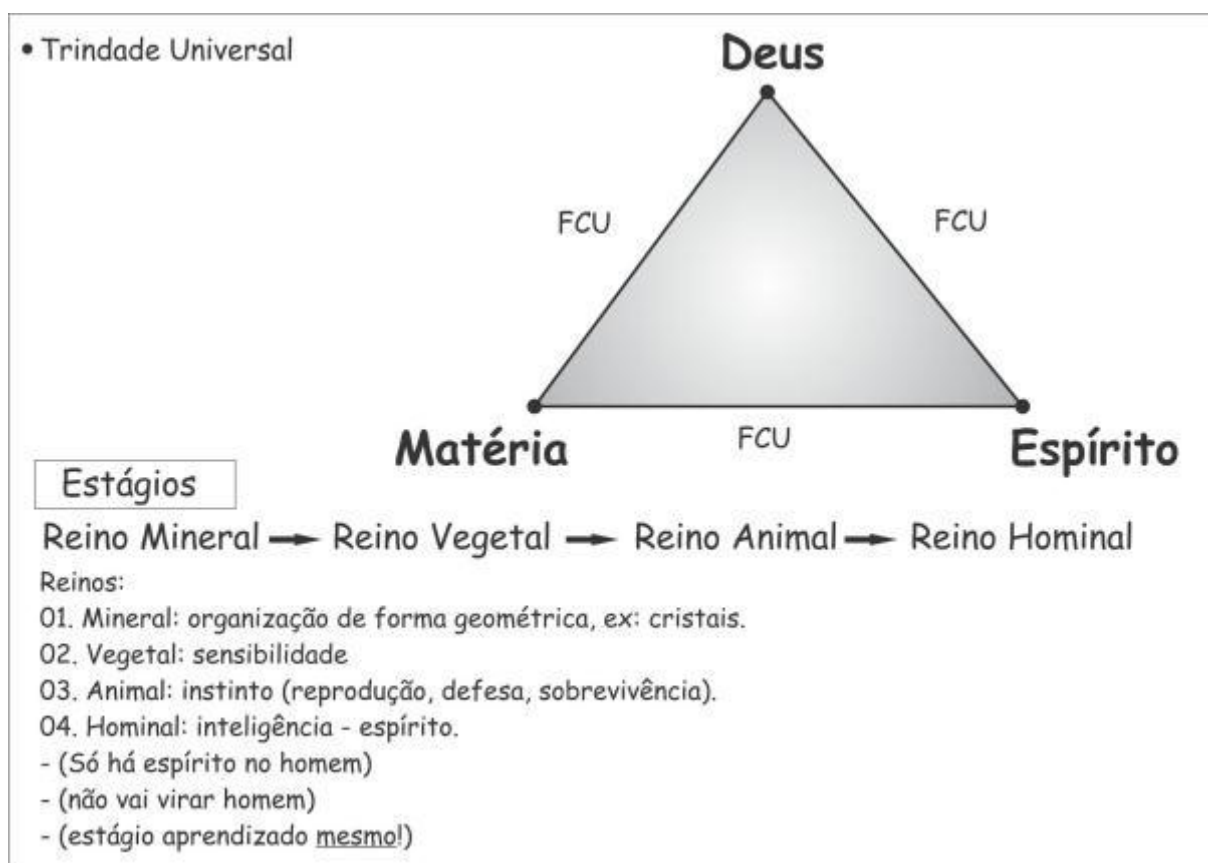 • Trindade Universal
Deus
FCU
FCU
Matéria
FCU
Espírito
Estágios
Reino Mineral → Reino Vegetal → Reino Animal → Reino Hominal
Reinos:
01. Mineral: organização de forma geométrica, ex: cristais.
02. Vegetal: sensibilidade
03. Animal: instinto (reprodução, defesa, sobrevivência).
04. Hominal: inteligência - espírito.
- (Só há espírito no homem)
- (não vai virar homem)
- (estágio aprendizado mesmo!)